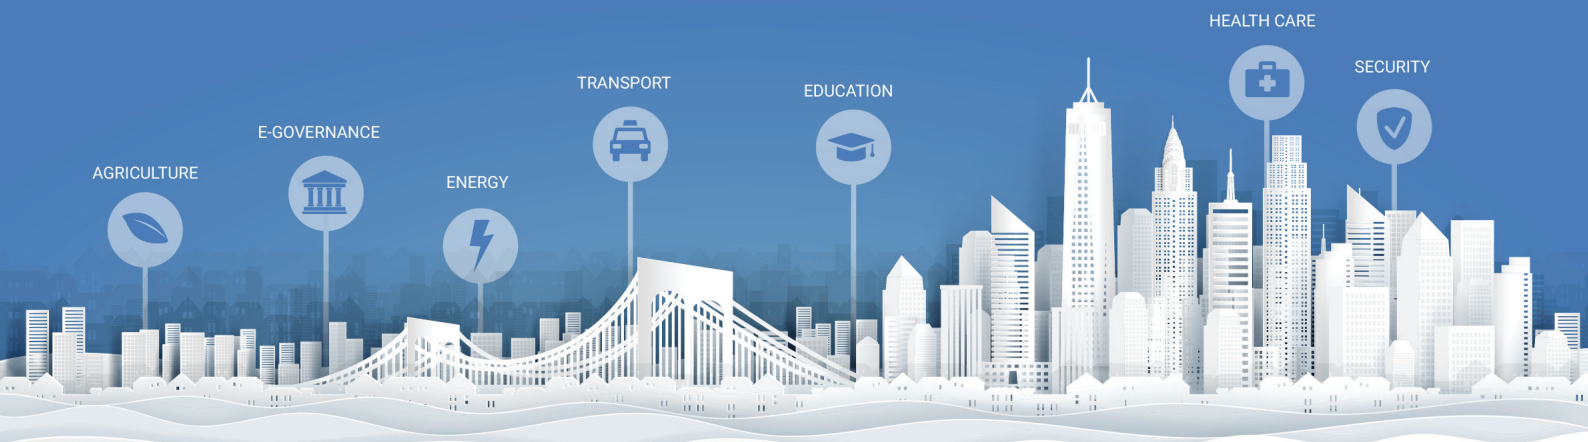 AGRICULTURE
E-GOVERNANCE
ENERGY
TRANSPORT
EDUCATION
HEALTH CARE
SECURITY